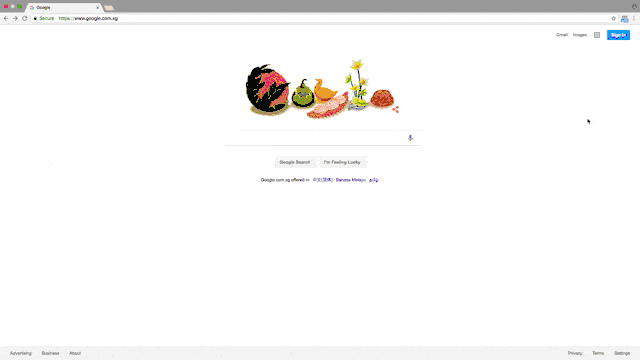 Google
Secure https://www.google.com.sg
Gmail Images Sign in
Google Search I'm Feeling Lucky
Google.com.sg offered in: 中文(简体) Bahasa Melayu தமிழ்
Advertising Business About Privacy Terms Settings